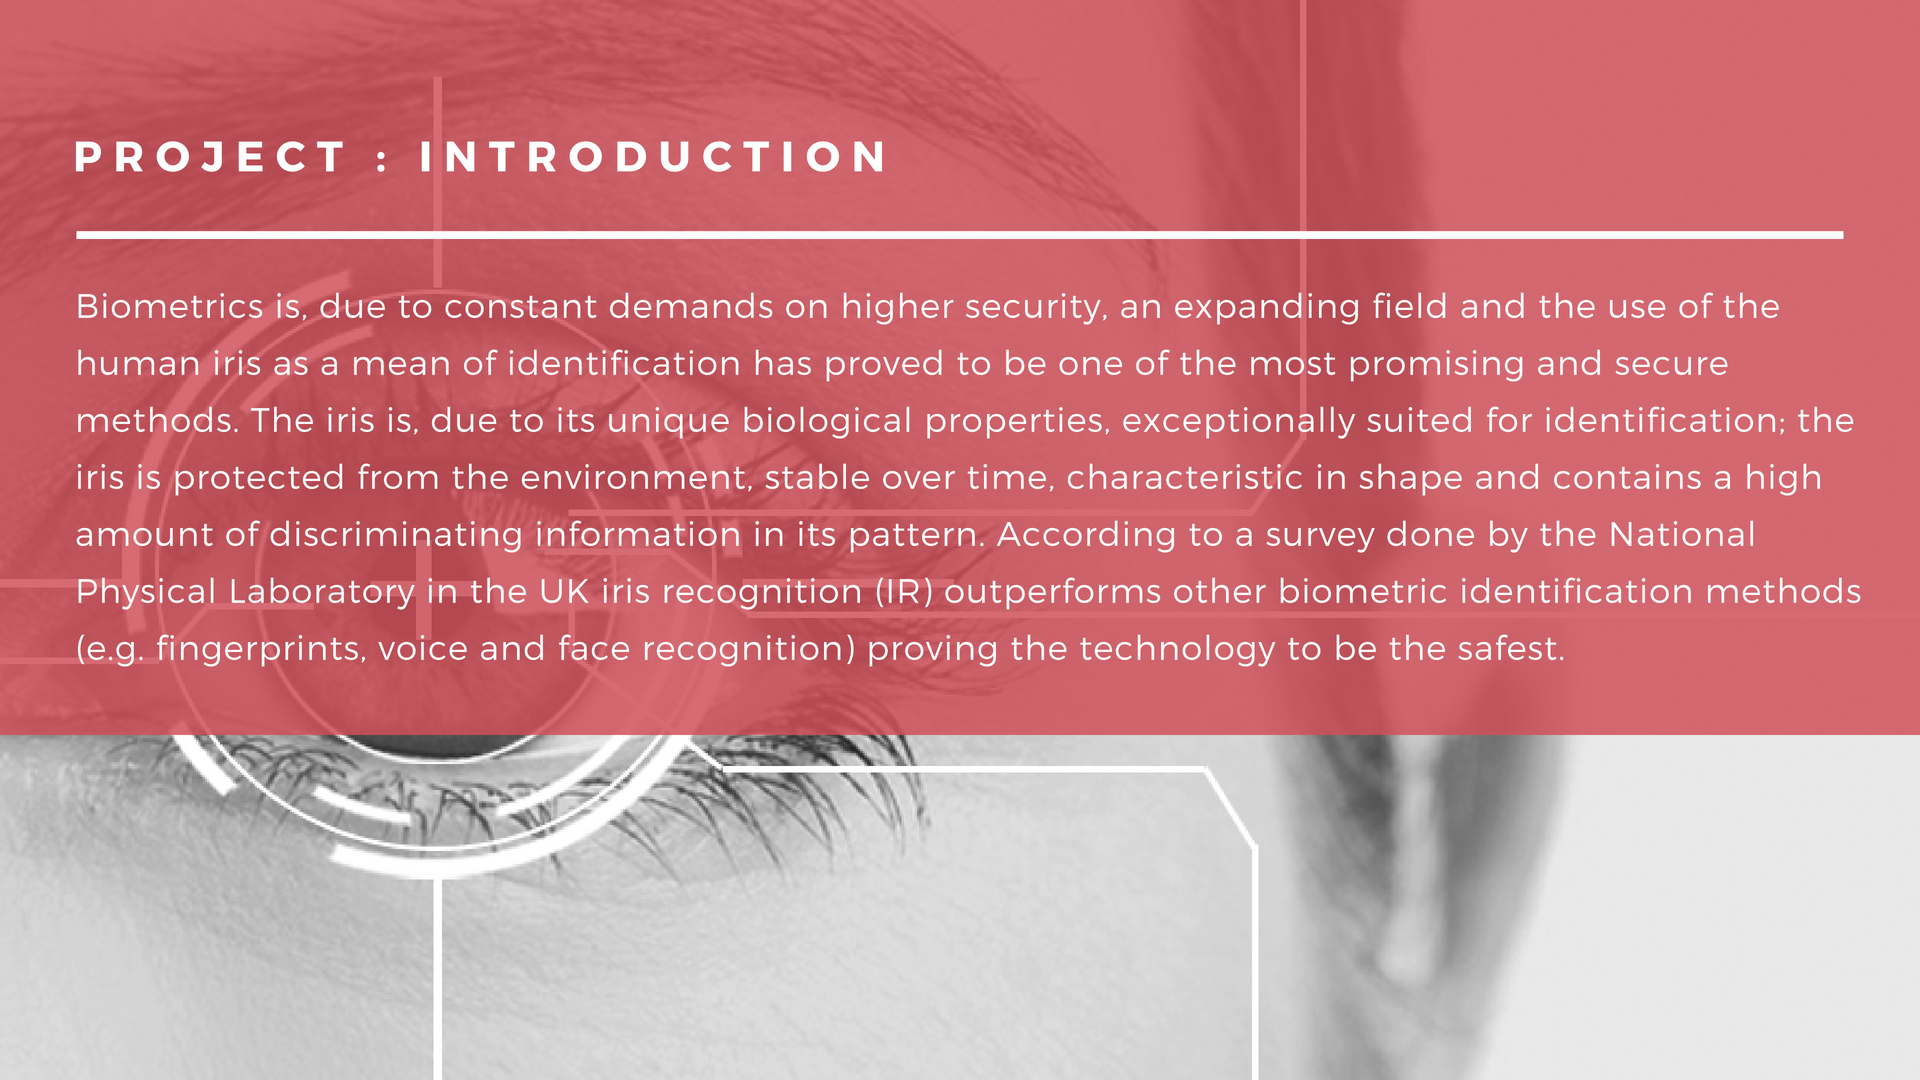 PROJECT : INTRODUCTION
Biometrics is, due to constant demands on higher security, an expanding field and the use of the
human iris as a mean of identification has proved to be one of the most promising and secure
methods. The iris is, due to its unique biological properties, exceptionally suited for identification; the
iris is protected from the environment, stable over time, characteristic in shape and contains a high
amount of discriminating information in its pattern. According to a survey done by the National
Physical Laboratory in the UK iris recognition (IR) outperforms other biometric identification methods
(e.g. fingerprints, voice and face recognition) proving the technology to be the safest.